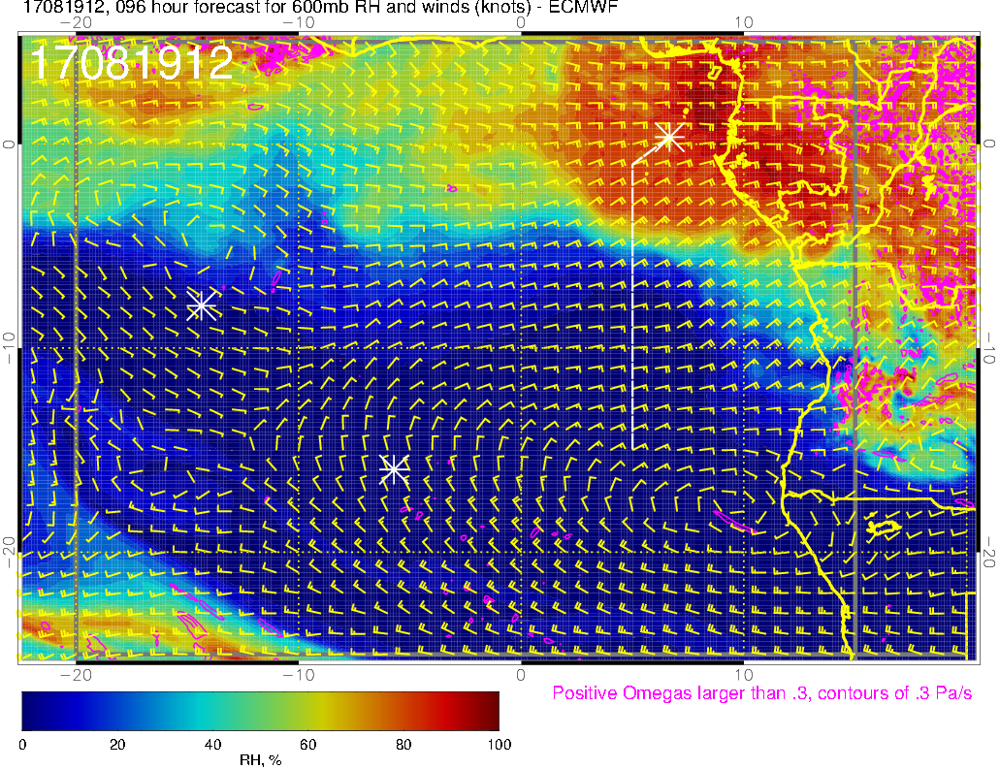 17081912, 096 hour forecast for 600mb RH and winds (knots) - ECMWF
−20 −10 0 10
17081912
0 0
−10 −10
−20 −20
−20 −10 0 10
Positive Omegas larger than .3, contours of .3 Pa/s
0 20 40 60 80 100
RH, %